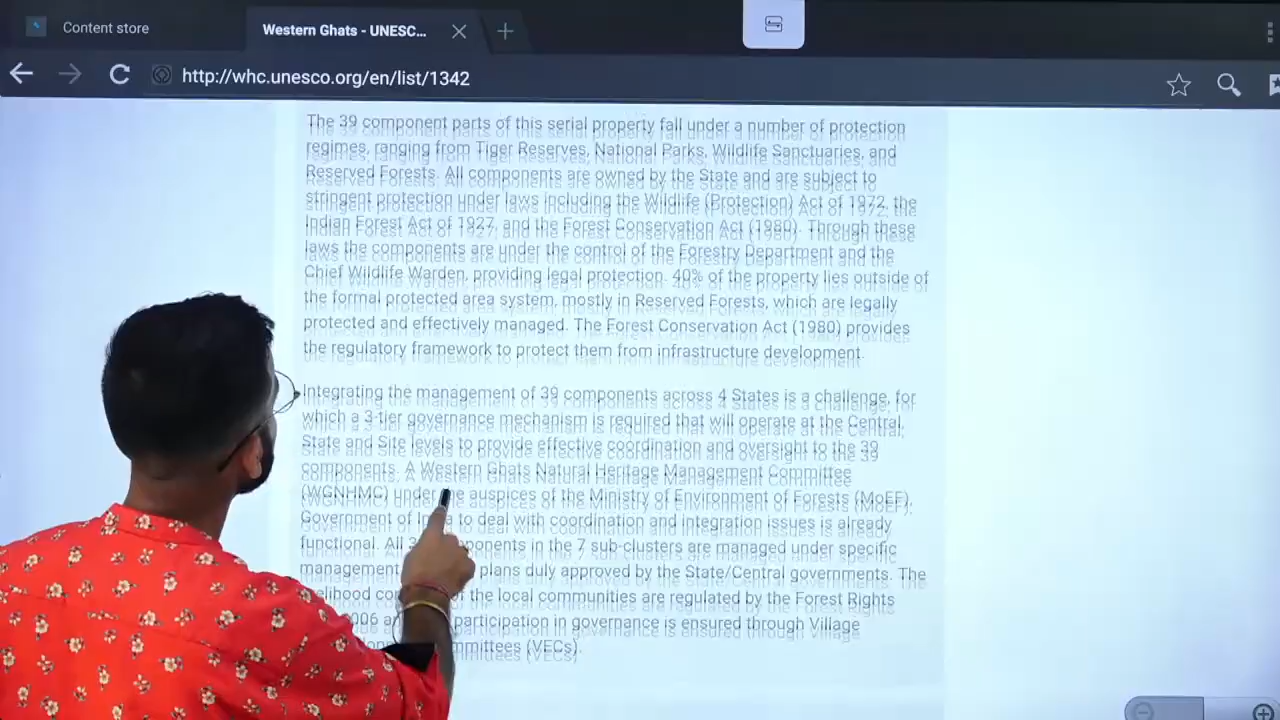 Content store
Western Ghats - UNESC...
http://whc.unesco.org/en/list/1342
The 39 component parts of this serial property fall under a number of protection
regimes, ranging from Tiger Reserves, National Parks, Wildlife Sanctuaries, and
Reserved Forests. All components are owned by the State and are subject to
stringent protection under laws including the Wildlife (Protection) Act of 1972, the
Indian Forest Act of 1927, and the Forest Conservation Act (1980). Through these
laws the components are under the control of the Forestry Department and the
Chief Wildlife Warden, providing legal protection. 40% of the property lies outside of
the formal protected area system, mostly in Reserved Forests, which are legally
protected and effectively managed. The Forest Conservation Act (1980) provides
the regulatory framework to protect them from infrastructure development.
Integrating the management of 39 components across 4 States is a challenge, for
which a 3-tier governance mechanism is required that will operate at the Central,
State and Site levels to provide effective coordination and oversight to the 39
components. A Western Ghats Natural Heritage Management Committee
(WGNHMC) under auspices of the Ministry of Environment of Forests (MoEF),
Government of to deal with coordination and integration issues is already
functional. All in the 7 sub-clusters are managed under specific
management plans duly approved by the State/Central governments. The
of the local communities are regulated by the Forest Rights
participation in governance is ensured through Village
(VECs).